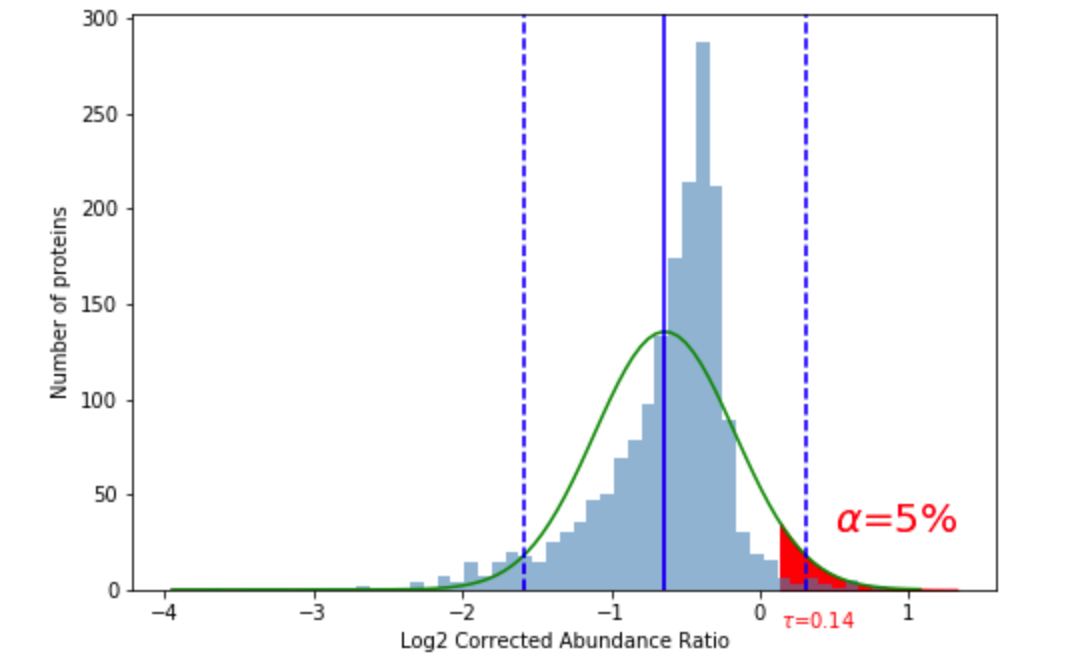 300
250
200
150
100
50
0
Number of proteins
α=5%
−4 −3 −2 −1 0 1
τ=0.14
Log2 Corrected Abundance Ratio